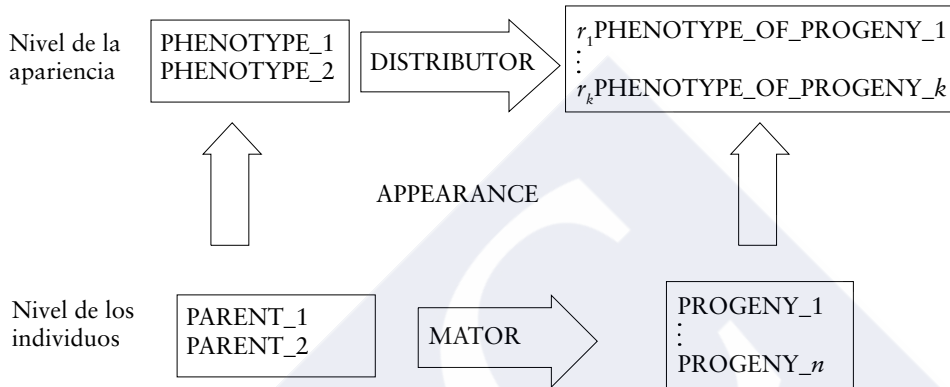 Nivel de la
apariencia
PHENOTYPE_1
PHENOTYPE_2
DISTRIBUTOR
r₁PHENOTYPE_OF_PROGENY_1
⋮
rₖPHENOTYPE_OF_PROGENY_k
APPEARANCE
Nivel de los
individuos
PARENT_1
PARENT_2
MATOR
PROGENY_1
⋮
PROGENY_n